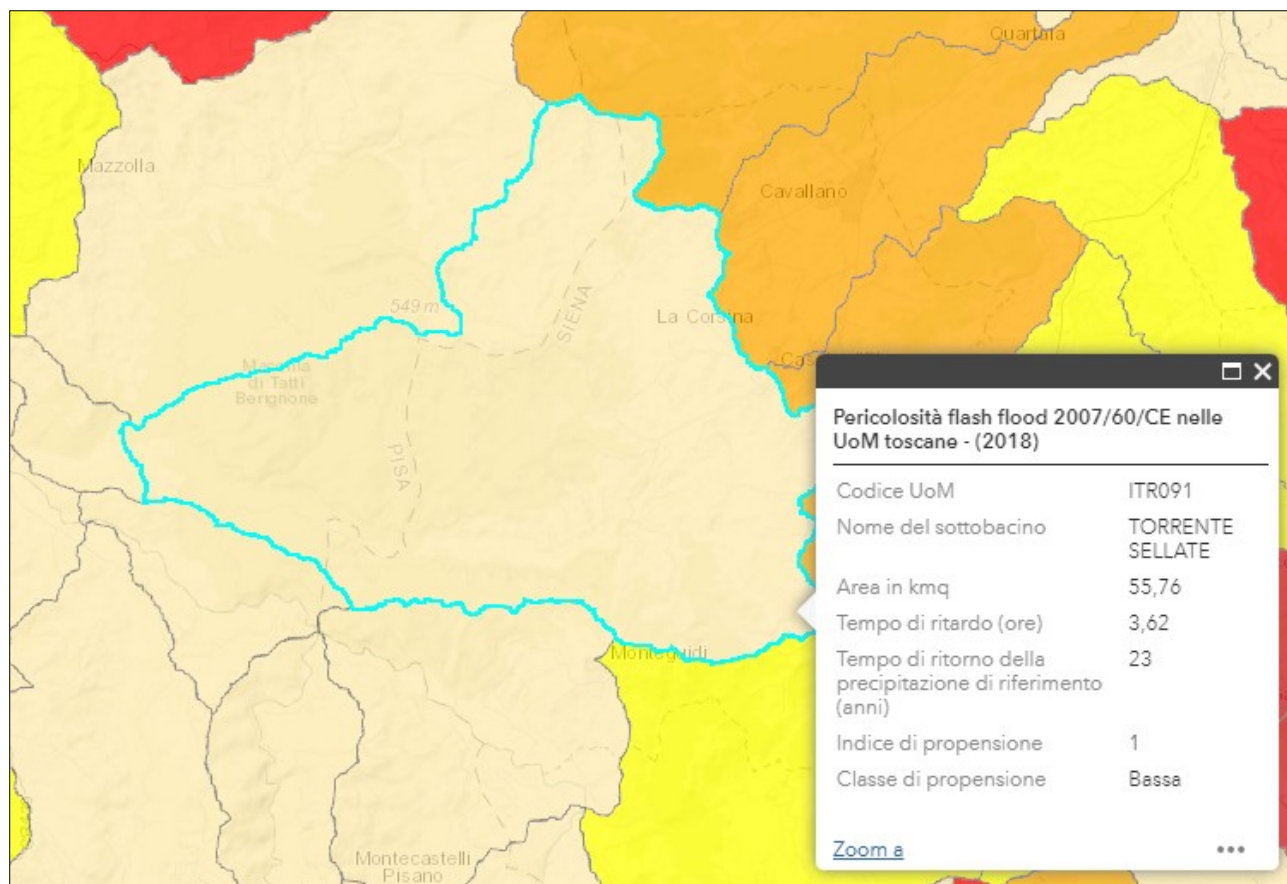 Quartaia
Mazzolla
Cavallano
549 m
SIENA
La Corsina
Macchia
di Tatti
Berignone
PISA
Monteguidi
Montecastelli
Pisano
Pericolosità flash flood 2007/60/CE nelle
UoM toscane - (2018)
Codice UoM ITR091
Nome del sottobacino TORRENTE
SELLATE
Area in kmq 55,76
Tempo di ritardo (ore) 3,62
Tempo di ritorno della 23
precipitazione di riferimento
(anni)
Indice di propensione 1
Classe di propensione Bassa
Zoom a